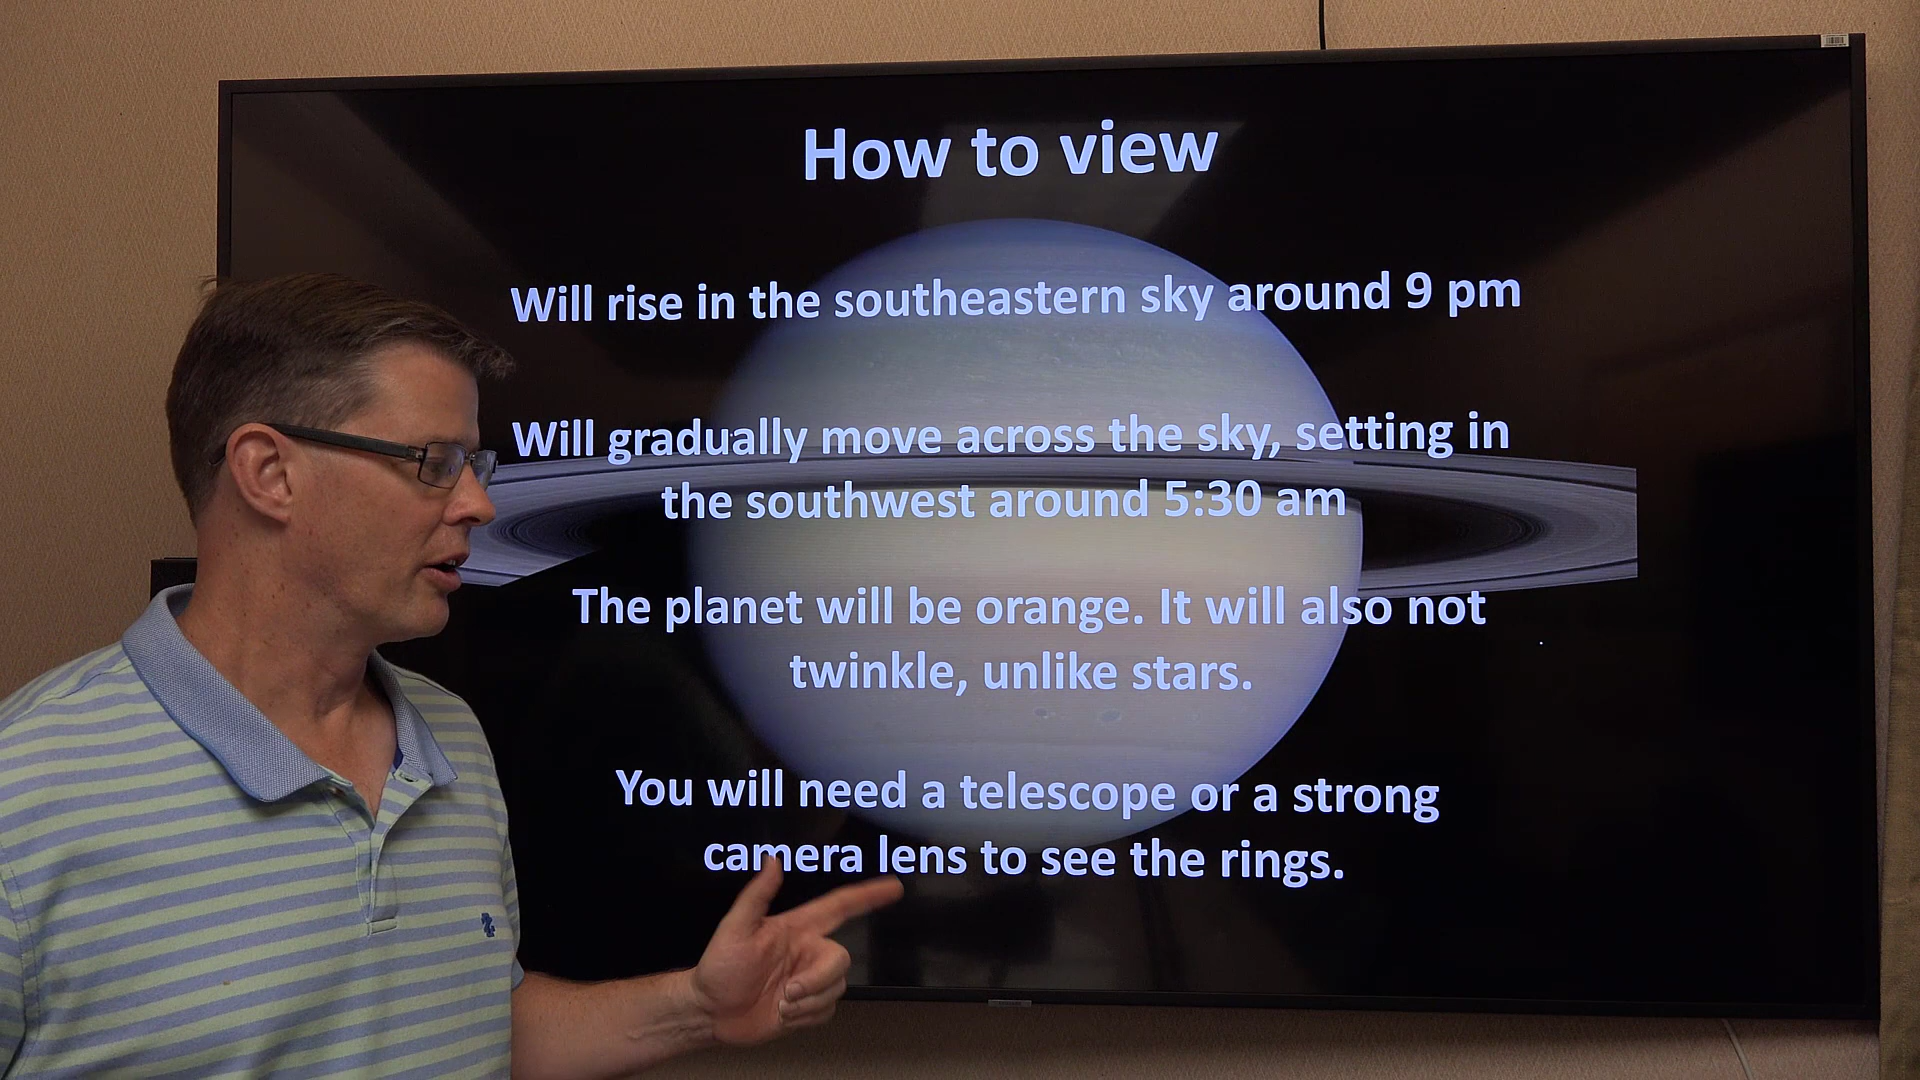 How to view
Will rise in the southeastern sky around 9 pm
Will gradually move across the sky, setting in
the southwest around 5:30 am
The planet will be orange. It will also not
twinkle, unlike stars.
You will need a telescope or a strong
camera lens to see the rings.